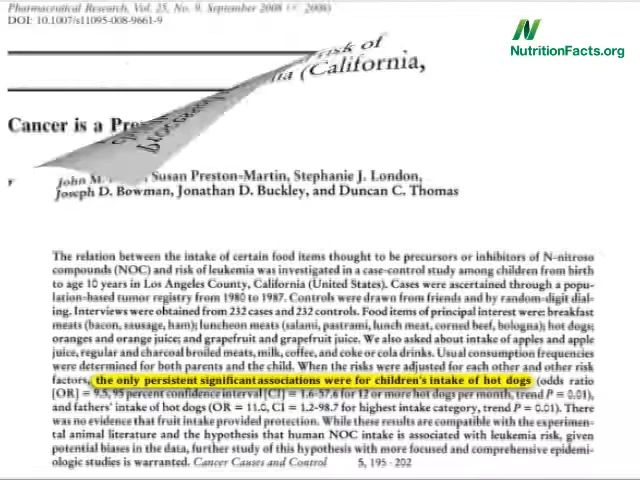 Pharmaceutical Research, Vol. 25, No. 9, September 2008 (© 2008)
DOI: 10.1007/s11095-008-9661-9
NutritionFacts.org
risk of
(California,
Cancer is a
John M. Susan Preston-Martin, Stephanie J. London,
Joseph D. Bowman, Jonathan D. Buckley, and Duncan C. Thomas
The relation between the intake of certain food items thought to be precursors or inhibitors of N-nitroso
compounds (NOC) and risk of leukemia was investigated in a case-control study among children from birth
to age 10 years in Los Angeles County, California (United States). Cases were ascertained through a popu-
lation-based tumor registry from 1980 to 1987. Controls were drawn from friends and by random-digit dial-
ing. Interviews were obtained from 232 cases and 232 controls. Food items of principal interest were: breakfast
meats (bacon, sausage, ham); luncheon meats (salami, pastrami, lunch meat, corned beef, bologna); hot dogs;
oranges and orange juice; and grapefruit and grapefruit juice. We also asked about intake of apples and apple
juice, regular and charcoal broiled meats, milk, coffee, and coke or cola drinks. Usual consumption frequencies
were determined for both parents and the child. When the risks were adjusted for each other and other risk
factors, the only persistent significant associations were for children's intake of hot dogs (odds ratio
[OR] = 9.5, 95 percent confidence interval [CI] = 1.6-57.6 for 12 or more hot dogs per month, trend P = 0.01),
and fathers' intake of hot dogs (OR = 11.0, CI = 1.2-98.7 for highest intake category, trend P = 0.01). There
was no evidence that fruit intake provided protection. While these results are compatible with the experimen-
tal animal literature and the hypothesis that human NOC intake is associated with leukemia risk, given
potential biases in the data, further study of this hypothesis with more focused and comprehensive epidemi-
ologic studies is warranted. Cancer Causes and Control 5, 195-202